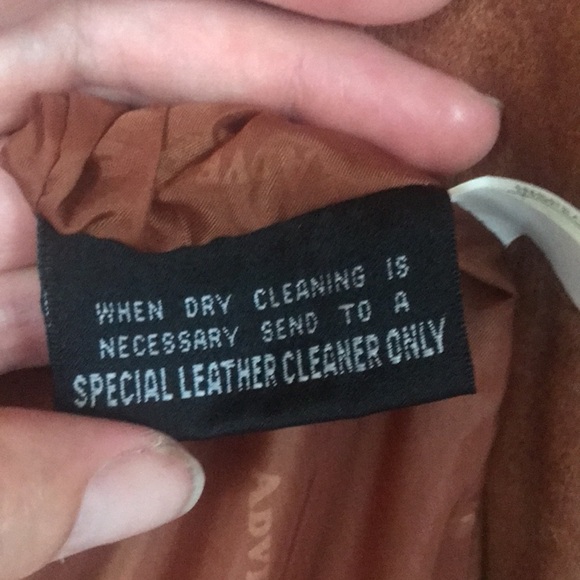 WHEN DRY CLEANING IS
NECESSARY SEND TO A
SPECIAL LEATHER CLEANER ONLY